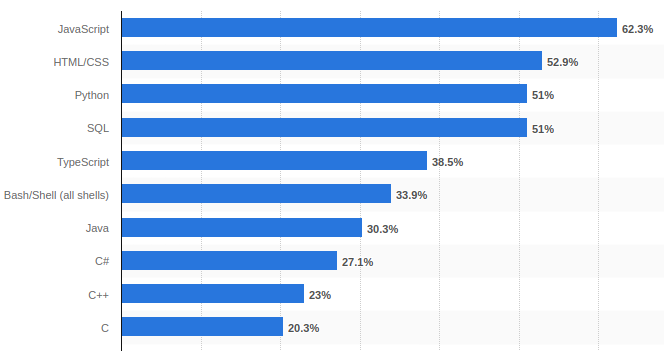 JavaScript 62.3%
HTML/CSS 52.9%
Python 51%
SQL 51%
TypeScript 38.5%
Bash/Shell (all shells) 33.9%
Java 30.3%
C# 27.1%
C++ 23%
C 20.3%